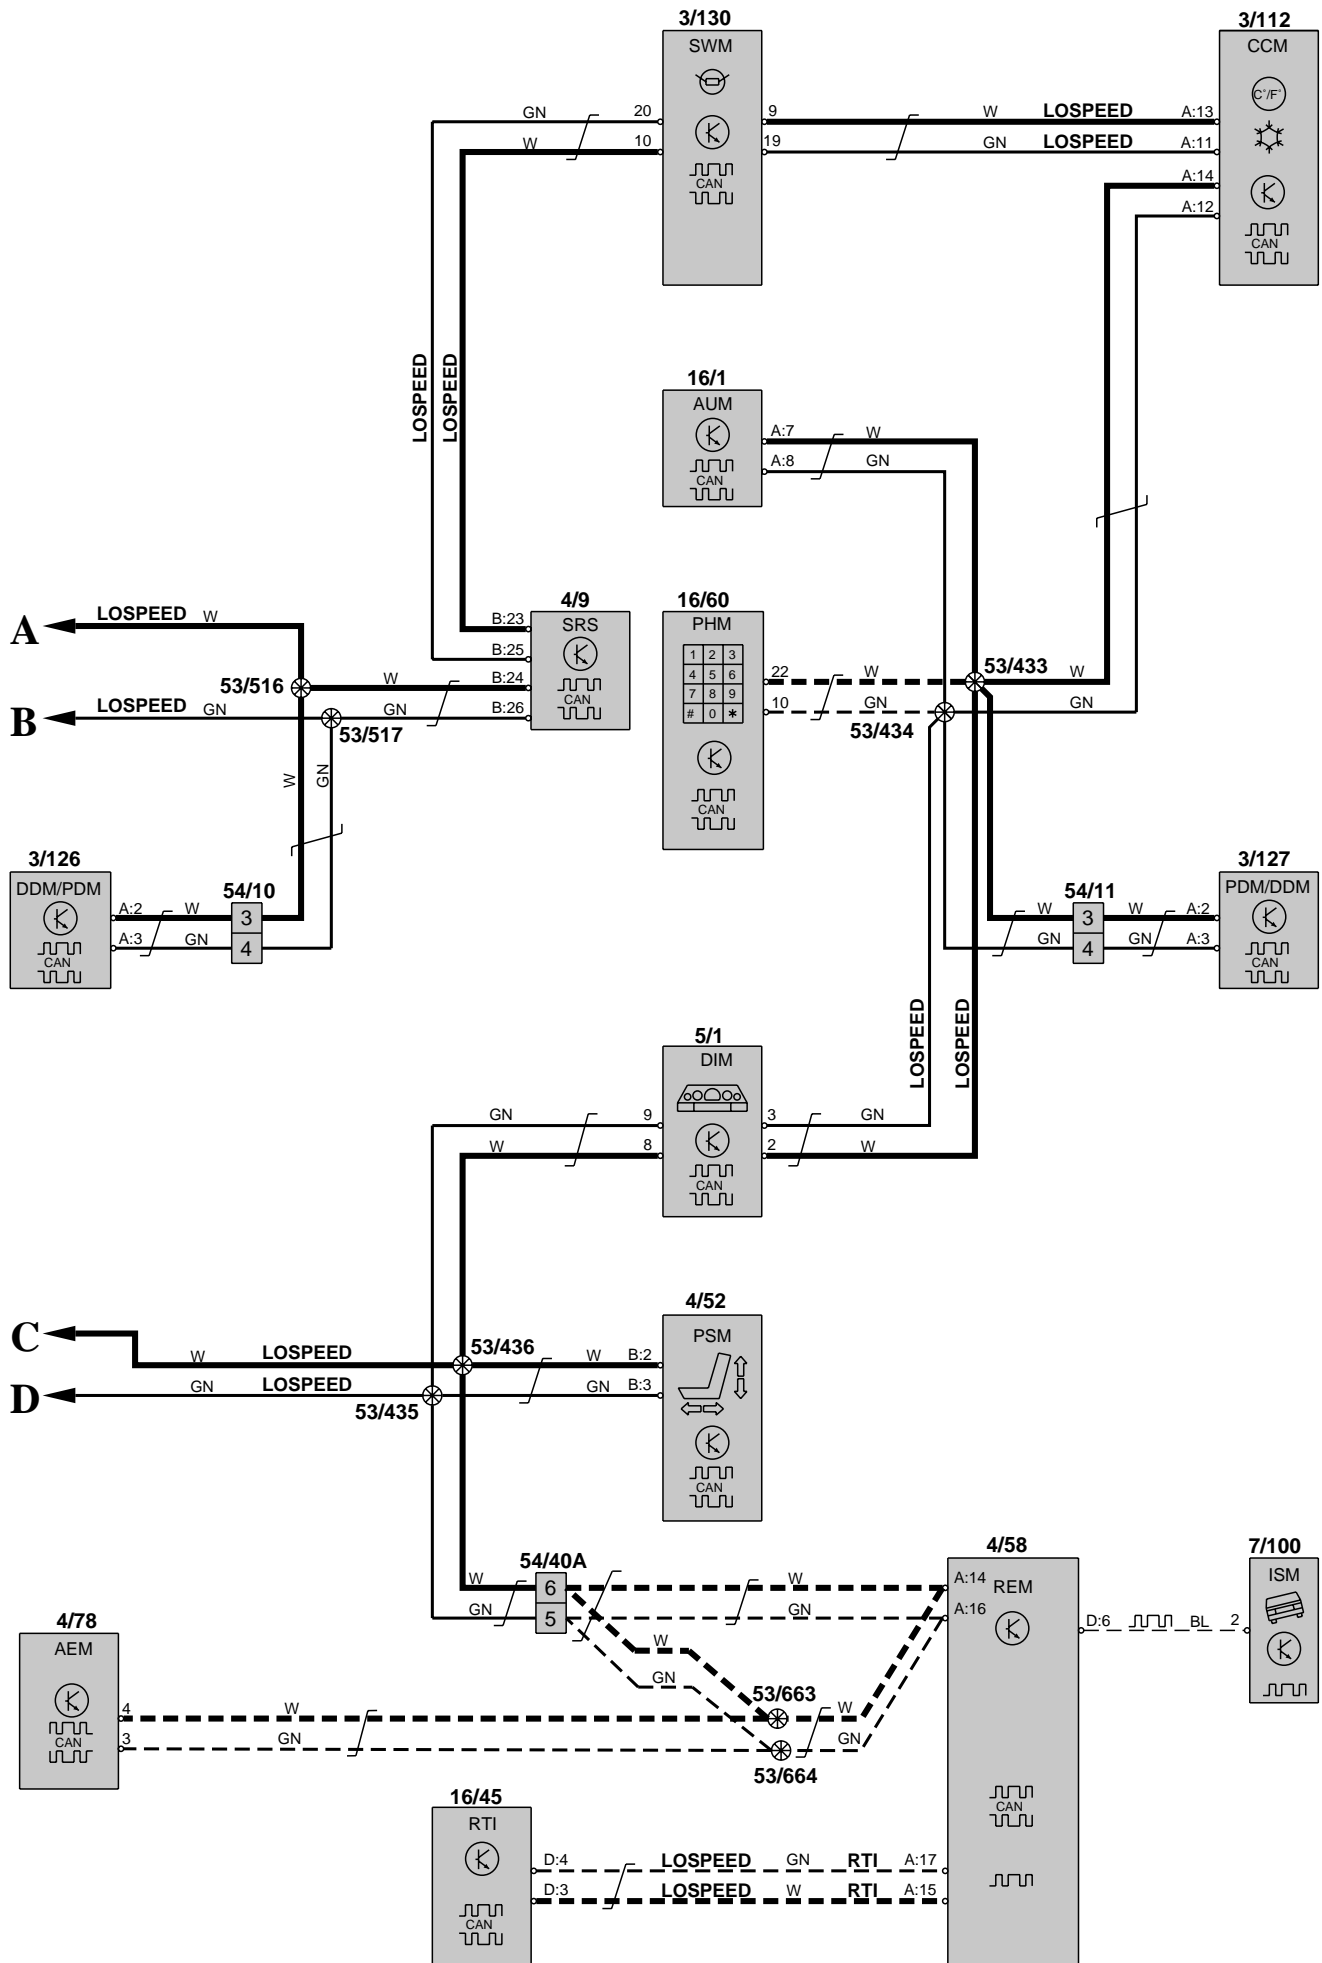 3/130
3/112
SWM
CCM
GN
20
9
W
LOSPEED
A:13
C°/F°
W
10
19
GN
LOSPEED
A:11
A:14
A:12
CAN
CAN
LOSPEED
LOSPEED
16/1
AUM
A:7
W
A:8
GN
CAN
A
LOSPEED
W
4/9
16/60
B:23
SRS
PHM
B:25
1 2 3
4 5 6
7 8 9
# 0 *
22
W
53/433
W
53/516
W
B:24
CAN
B
LOSPEED
GN
GN
B:26
10
GN
GN
53/517
53/434
W
GN
CAN
3/126
3/127
DDM/PDM
54/10
54/11
PDM/DDM
A:2
W
3
W
3
W
A:2
A:3
GN
4
GN
4
GN
A:3
CAN
CAN
LOSPEED
LOSPEED
5/1
DIM
GN
9
3
GN
W
8
2
W
CAN
4/52
C
PSM
W
LOSPEED
53/436
W
B:2
D
GN
LOSPEED
53/435
GN
B:3
CAN
54/40A
4/58
7/100
W
6
W
A:14
REM
ISM
GN
5
GN
A:16
D:6
BL
2
4/78
AEM
W
GN
53/663
4
W
W
CAN
3
GN
GN
53/664
16/45
RTI
CAN
D:4
LOSPEED
GN
RTI
A:17
D:3
LOSPEED
W
RTI
A:15
CAN